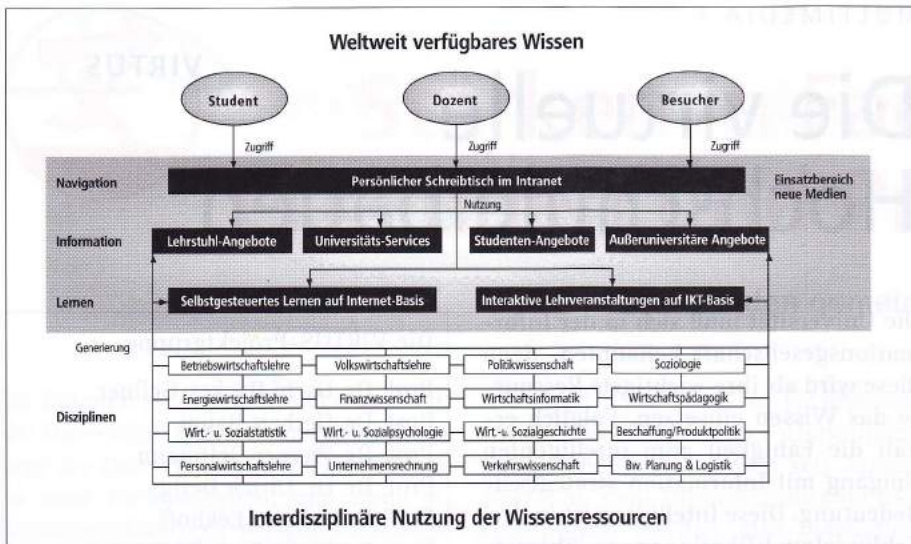 MULTIMEDIA
VIRTUS
Die virtuelle
Weltweit verfügbares Wissen
Student Dozent Besucher
Zugriff Zugriff Zugriff
Navigation Persönlicher Schreibtisch im Intranet Einsatzbereich neue Medien
Nutzung
Information Lehrstuhl-Angebote Universitäts-Services Studenten-Angebote Außeruniversitäre Angebote
Lernen Selbstgesteuertes Lernen auf Internet-Basis Interaktive Lehrveranstaltungen auf IKT-Basis
Generierung
Betriebswirtschaftslehre Volkswirtschaftslehre Politikwissenschaft Soziologie
Energiewirtschaftslehre Finanzwissenschaft Wirtschaftsinformatik Wirtschaftspädagogik
Disziplinen
Wirt.- u. Sozialstatistik Wirt.- u. Sozialpsychologie Wirt.- u. Sozialgeschichte Beschaffung/Produktpolitik
Personalwirtschaftslehre Unternehmensrechnung Verkehrswissenschaft Bw. Planung & Logistik
Interdisziplinäre Nutzung der Wissensressourcen